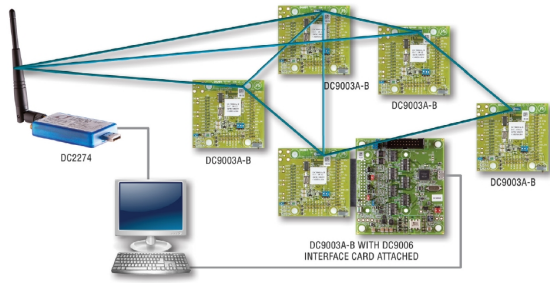 DC9003A-B
DC9003A-B
DC2274
DC9003A-B
DC9003A-B
DC9003A-B WITH DC9006
INTERFACE CARD ATTACHED